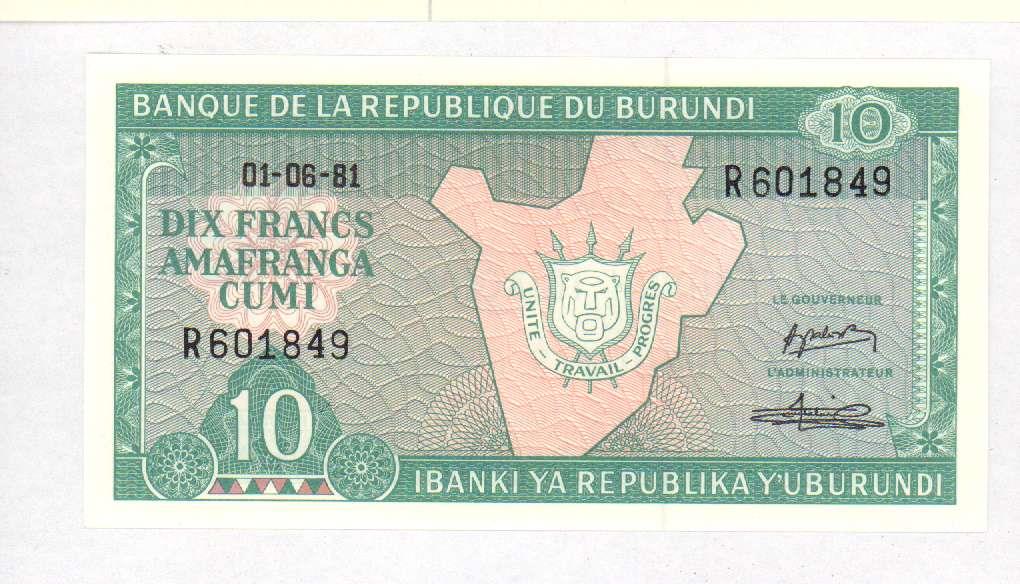 BANQUE DE LA REPUBLIQUE DU BURUNDI
10
01-06-81
R601849
DIX FRANCS
AMAFRANGA
CUMI
R601849
UNITE - TRAVAIL - PROGRES
LE GOUVERNEUR
L'ADMINISTRATEUR
10
IBANKI YA REPUBLIKA Y'UBURUNDI